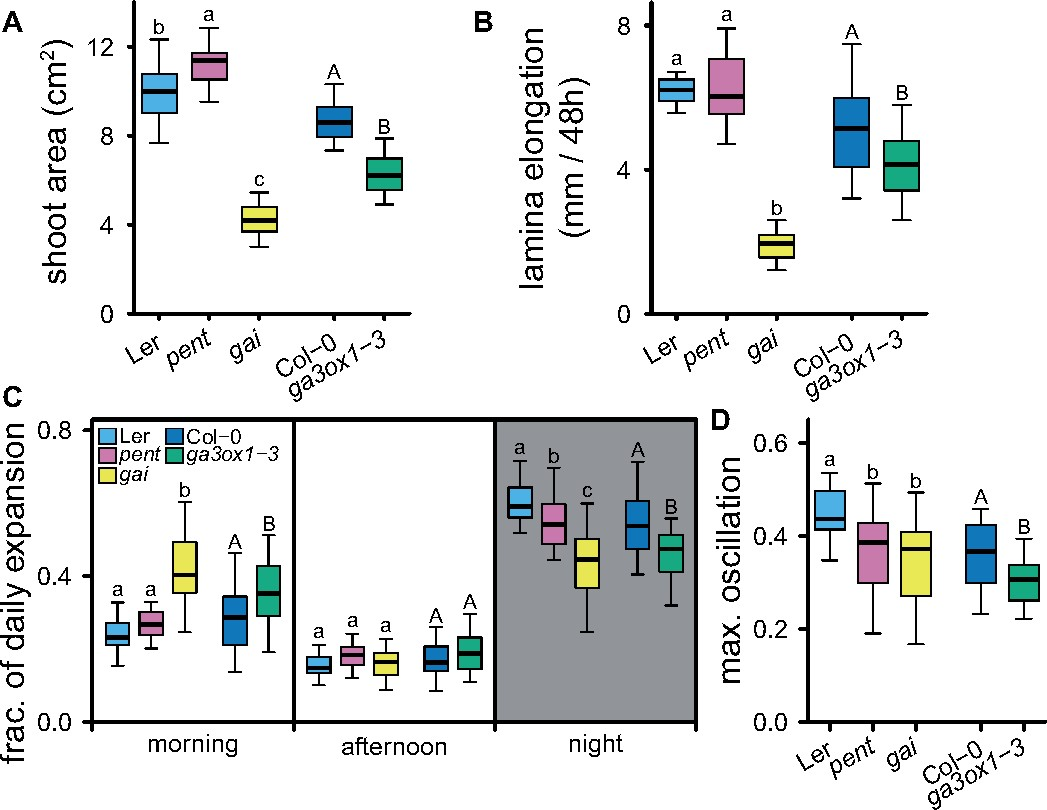 A
shoot area (cm²)
12
8
4
0
b
a
c
A
B
Ler
pent
gai
Col−0
ga3ox1−3
B
lamina elongation
(mm / 48h)
8
4
0
a
a
b
A
B
Ler
pent
gai
Col−0
ga3ox1−3
C
frac. of daily expansion
0.8
0.4
0.0
Ler
pent
gai
Col−0
ga3ox1−3
a
a
b
A
B
a
a
a
A
A
a
b
c
A
B
morning
afternoon
night
D
max. oscillation
0.6
0.4
0.2
0.0
a
b
b
A
B
Ler
pent
gai
Col−0
ga3ox1−3